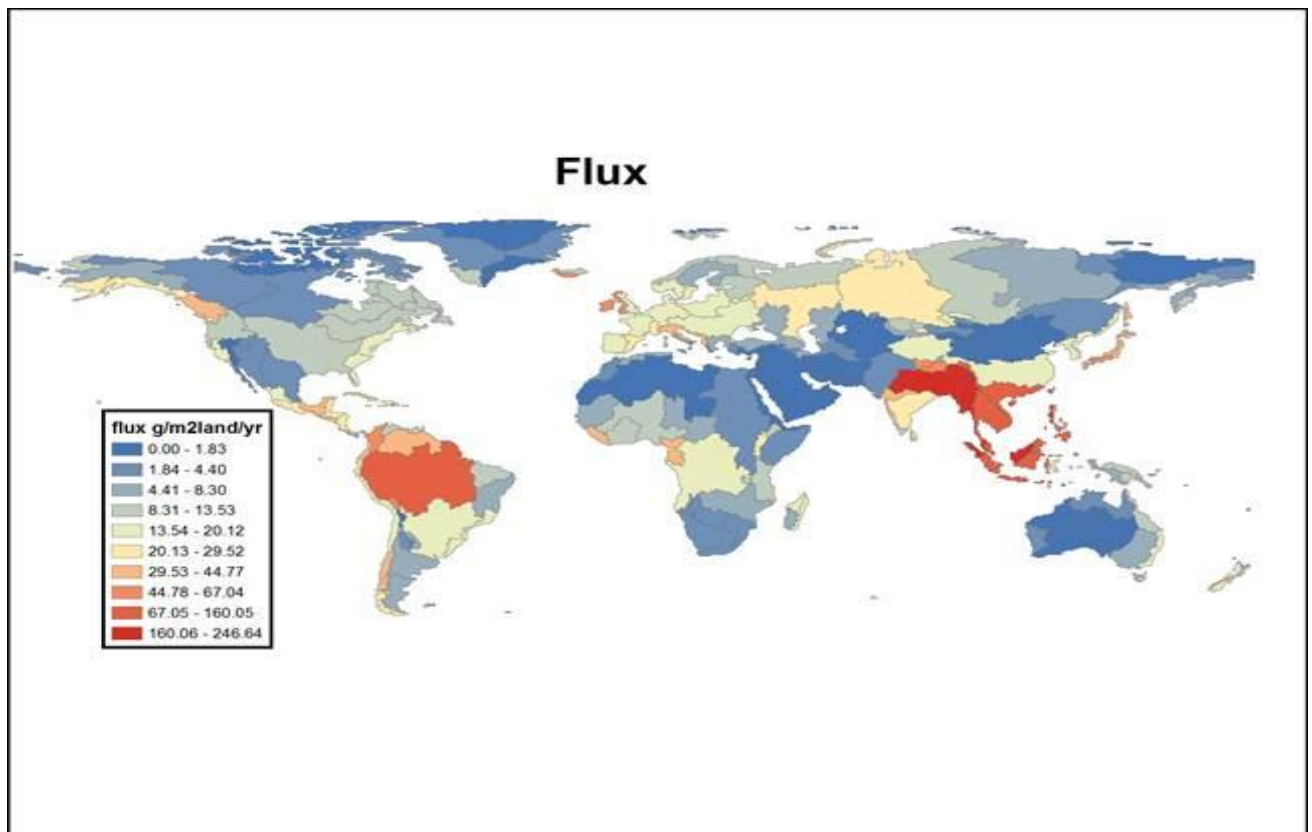 Flux
flux g/m2land/yr
0.00 - 1.83
1.84 - 4.40
4.41 - 8.30
8.31 - 13.53
13.54 - 20.12
20.13 - 29.52
29.53 - 44.77
44.78 - 67.04
67.05 - 160.05
160.06 - 246.64